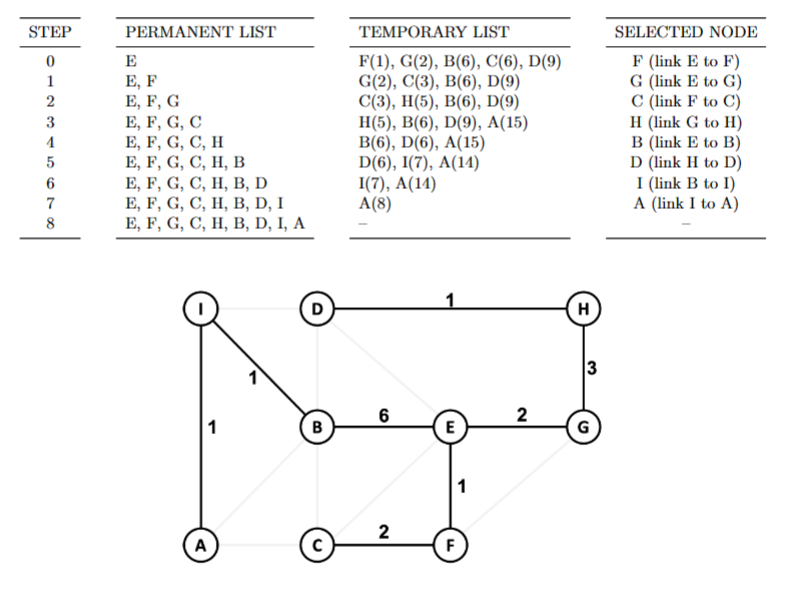 STEP PERMANENT LIST TEMPORARY LIST SELECTED NODE
0 E F(1), G(2), B(6), C(6), D(9) F (link E to F)
1 E, F G(2), C(3), B(6), D(9) G (link E to G)
2 E, F, G C(3), H(5), B(6), D(9) C (link F to C)
3 E, F, G, C H(5), B(6), D(9), A(15) H (link G to H)
4 E, F, G, C, H B(6), D(6), A(15) B (link E to B)
5 E, F, G, C, H, B D(6), I(7), A(14) D (link H to D)
6 E, F, G, C, H, B, D I(7), A(14) I (link B to I)
7 E, F, G, C, H, B, D, I A(8) A (link I to A)
8 E, F, G, C, H, B, D, I, A – –
I D 1 H
1 3
1 B 6 E 2 G
1
A C 2 F